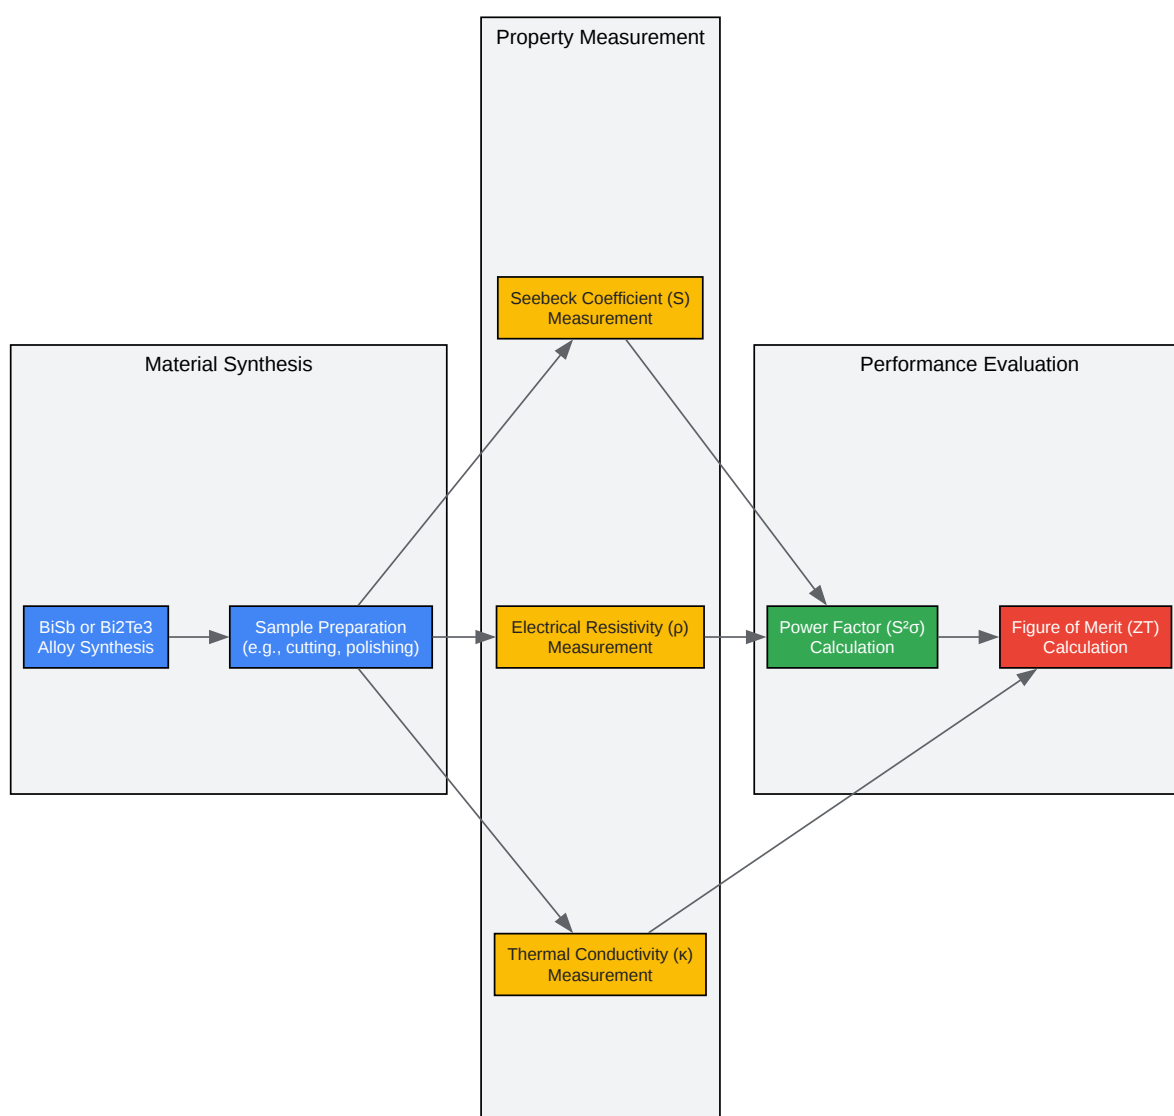 Property Measurement
Seebeck Coefficient (S)
Measurement
Material Synthesis
Performance Evaluation
BiSb or Bi2Te3
Alloy Synthesis
Sample Preparation
(e.g., cutting, polishing)
Electrical Resistivity (ρ)
Measurement
Power Factor (S²σ)
Calculation
Figure of Merit (ZT)
Calculation
Thermal Conductivity (κ)
Measurement